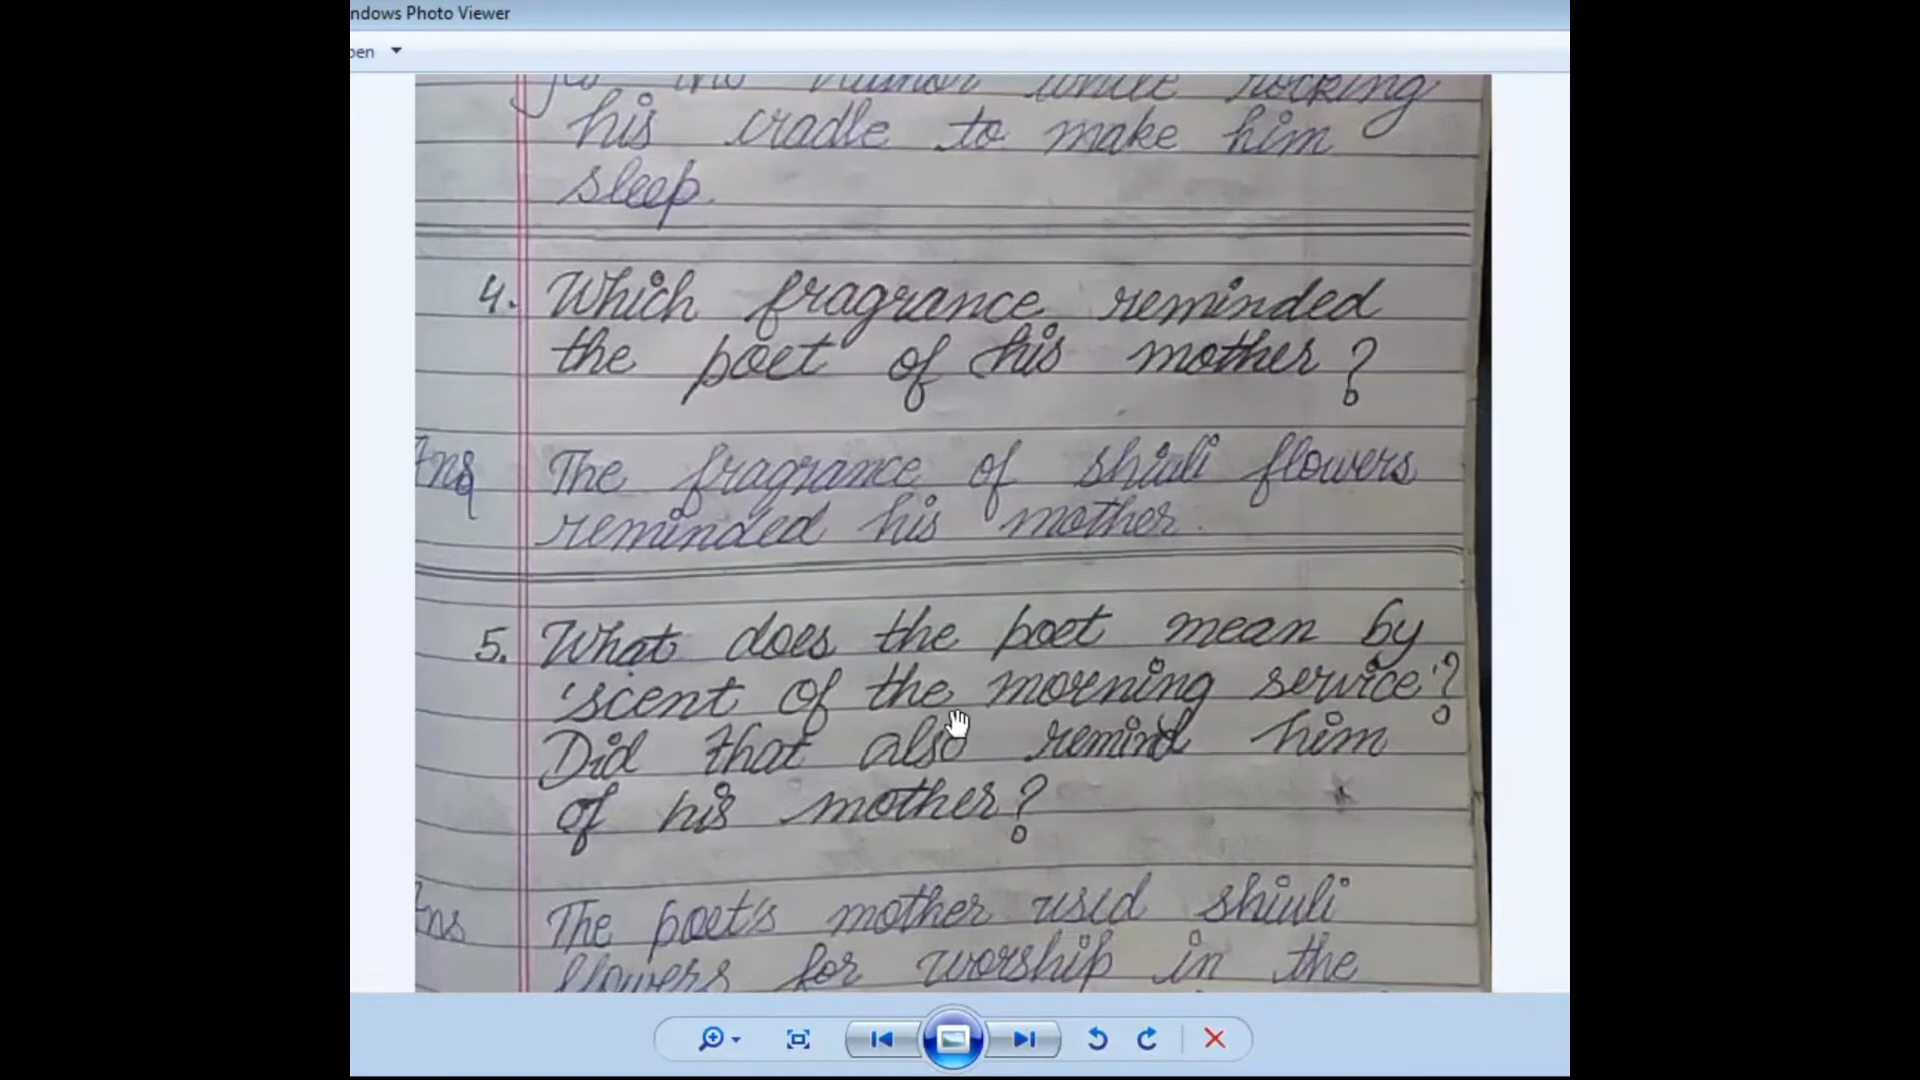 ndows Photo Viewer
pen
his cradle to make him
sleep.
4. Which fragrance reminded
the poet of his mother?
Ans The fragrance of shiuli flowers
reminded his mother.
5. What does the poet mean by
'scent of the morning service'?
Did that also remind him
of his mother?
Ans The poet's mother used shiuli
flowers for worship in the